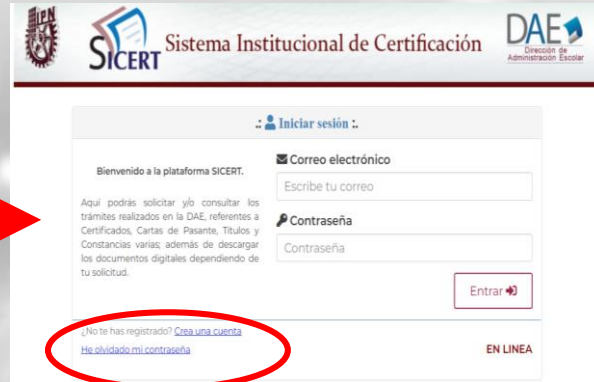 IPN
SICERT
Sistema Institucional de Certificación
DAE
Dirección de
Administración Escolar
.: Iniciar sesión :.
Bienvenido a la plataforma SICERT.
Aquí podrás solicitar y/o consultar los
trámites realizados en la DAE, referentes a
Certificados, Cartas de Pasante, Títulos y
Constancias varias; además de descargar
los documentos digitales dependiendo de
tu solicitud.
Correo electrónico
Escribe tu correo
Contraseña
Contraseña
Entrar
¿No te has registrado? Crea una cuenta
He olvidado mi contraseña
EN LINEA